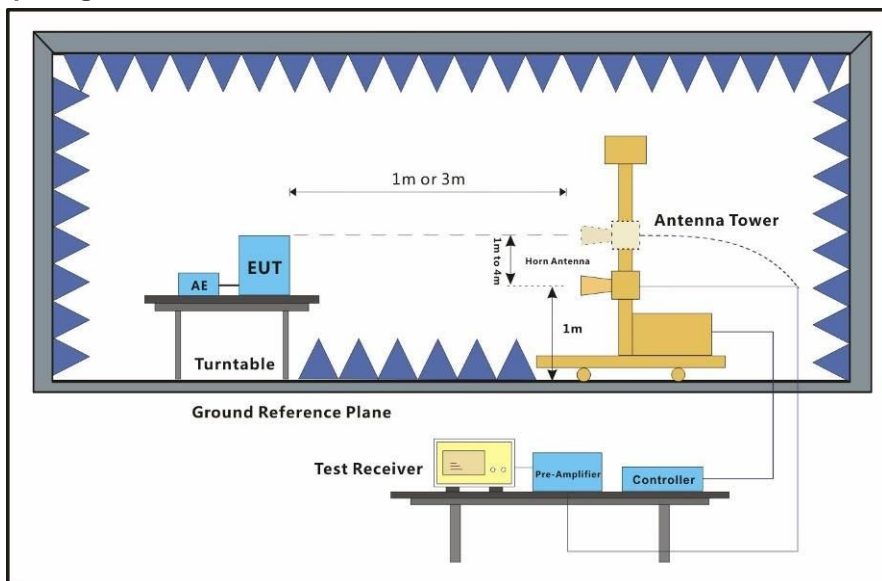 1m or 3m
Antenna Tower
1m to 4m
Horn Antenna
EUT
AE
1m
Turntable
Ground Reference Plane
Test Receiver
Pre-Amplifier
Controller